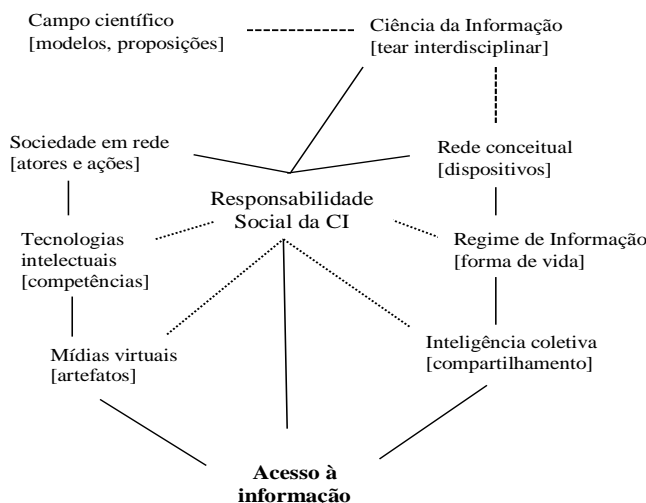 Campo científico
[modelos, proposições]
Ciência da Informação
[tear interdisciplinar]
Sociedade em rede
[atores e ações]
Rede conceitual
[dispositivos]
Responsabilidade
Social da CI
Tecnologias
intelectuais
[competências]
Regime de Informação
[forma de vida]
Mídias virtuais
[artefatos]
Inteligência coletiva
[compartilhamento]
Acesso à
informação